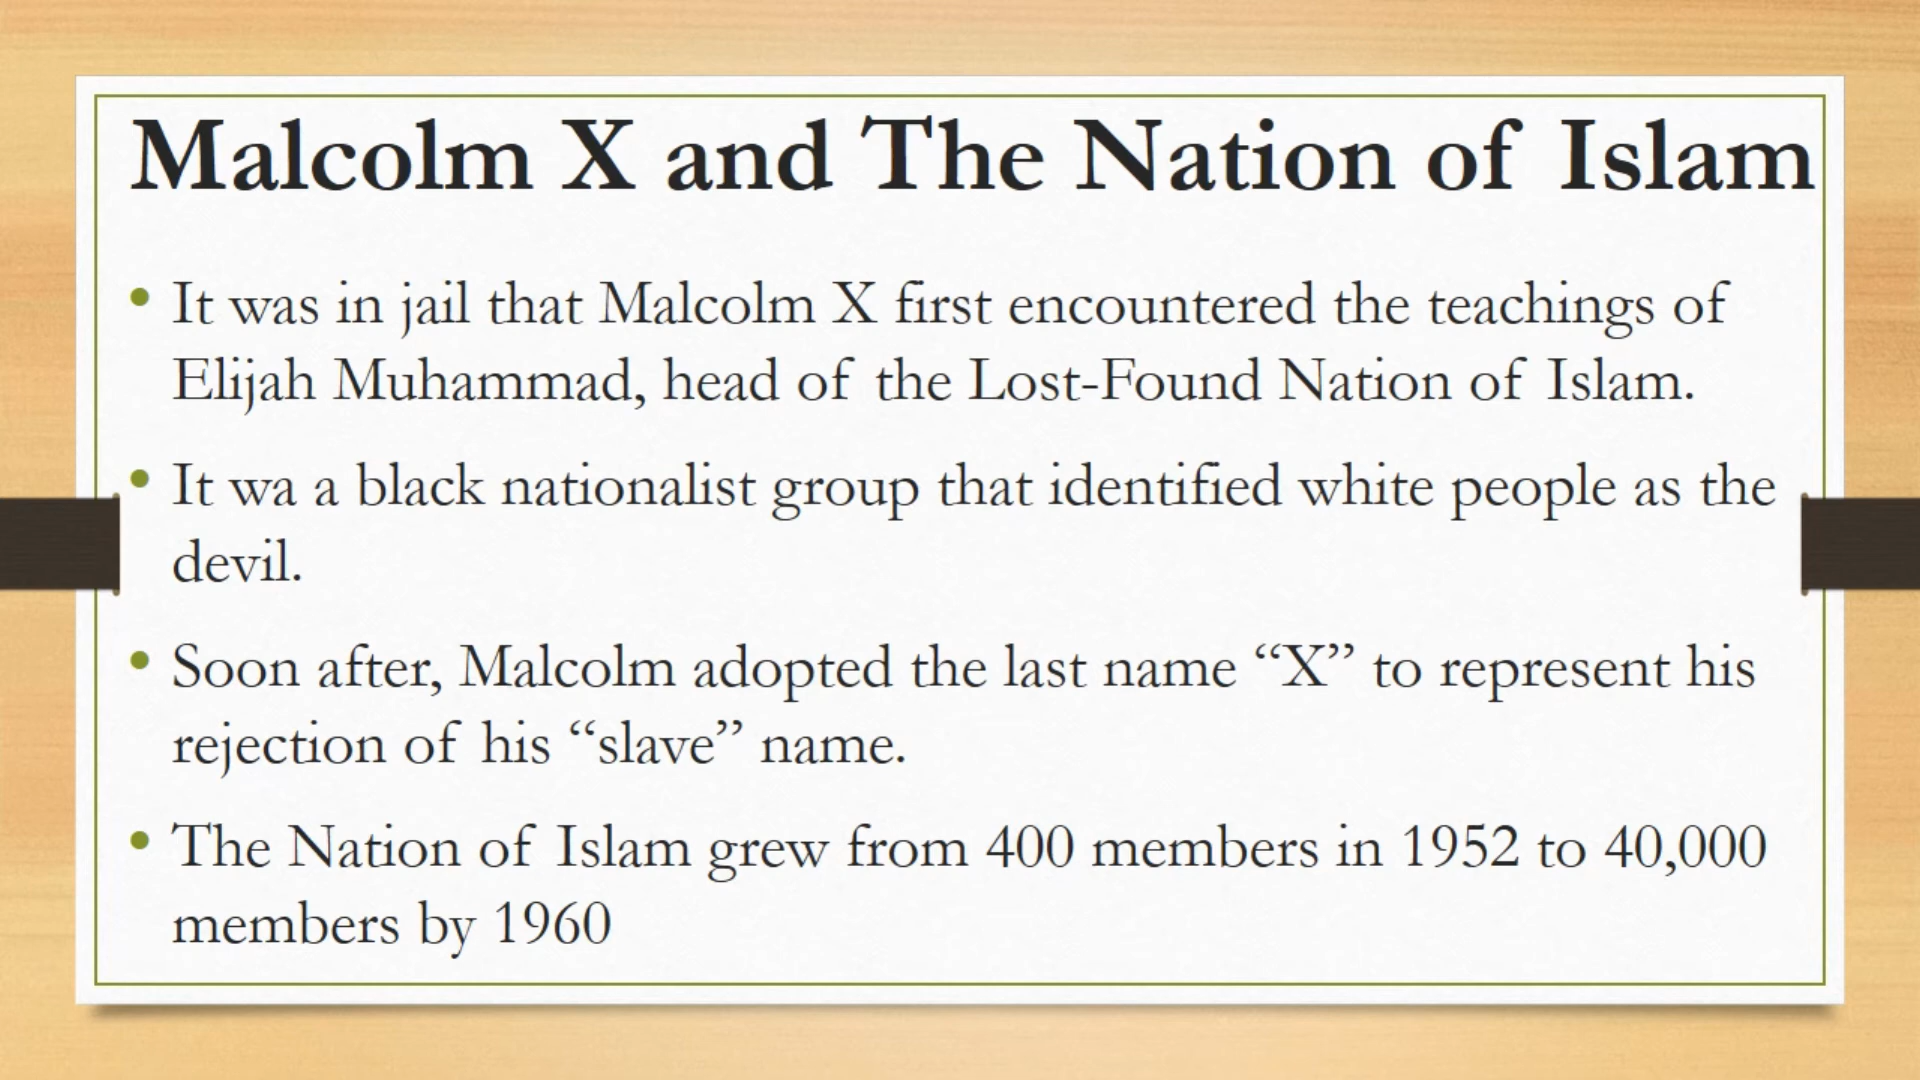 Malcolm X and The Nation of Islam
• It was in jail that Malcolm X first encountered the teachings of
Elijah Muhammad, head of the Lost-Found Nation of Islam.
• It wa a black nationalist group that identified white people as the
devil.
• Soon after, Malcolm adopted the last name “X” to represent his
rejection of his “slave” name.
• The Nation of Islam grew from 400 members in 1952 to 40,000
members by 1960